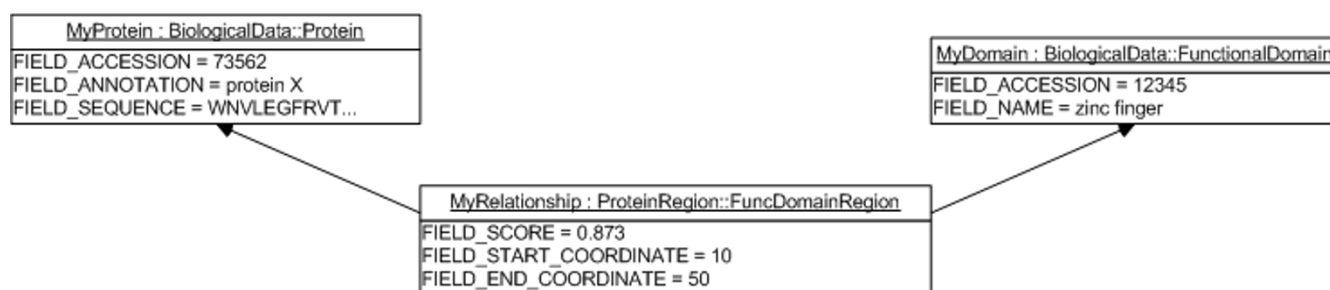 MyProtein : BiologicalData::Protein
FIELD_ACCESSION = 73562
FIELD_ANNOTATION = protein X
FIELD_SEQUENCE = WNVLEGFRVT...
MyDomain : BiologicalData::FunctionalDomain
FIELD_ACCESSION = 12345
FIELD_NAME = zinc finger
MyRelationship : ProteinRegion::FuncDomainRegion
FIELD_SCORE = 0.873
FIELD_START_COORDINATE = 10
FIELD_END_COORDINATE = 50